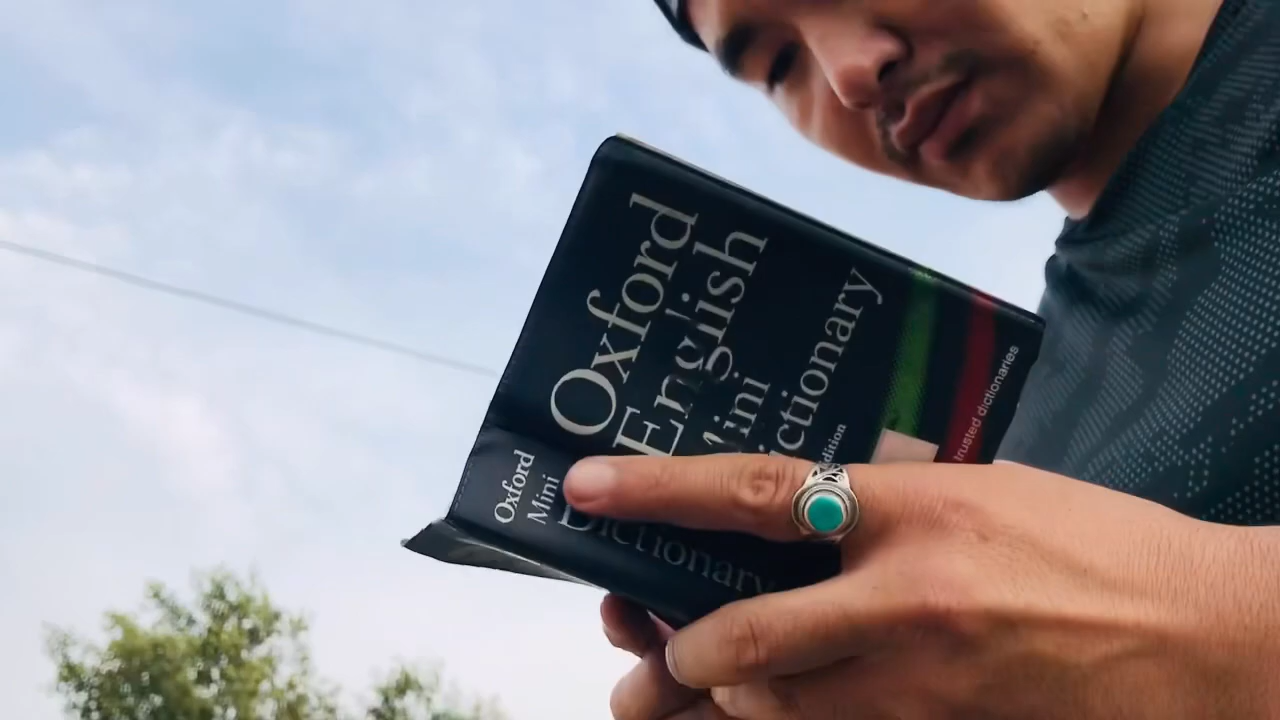 Oxford
English
Mini
Dictionary
trusted dictionaries
Oxford
Mini
Dictionary